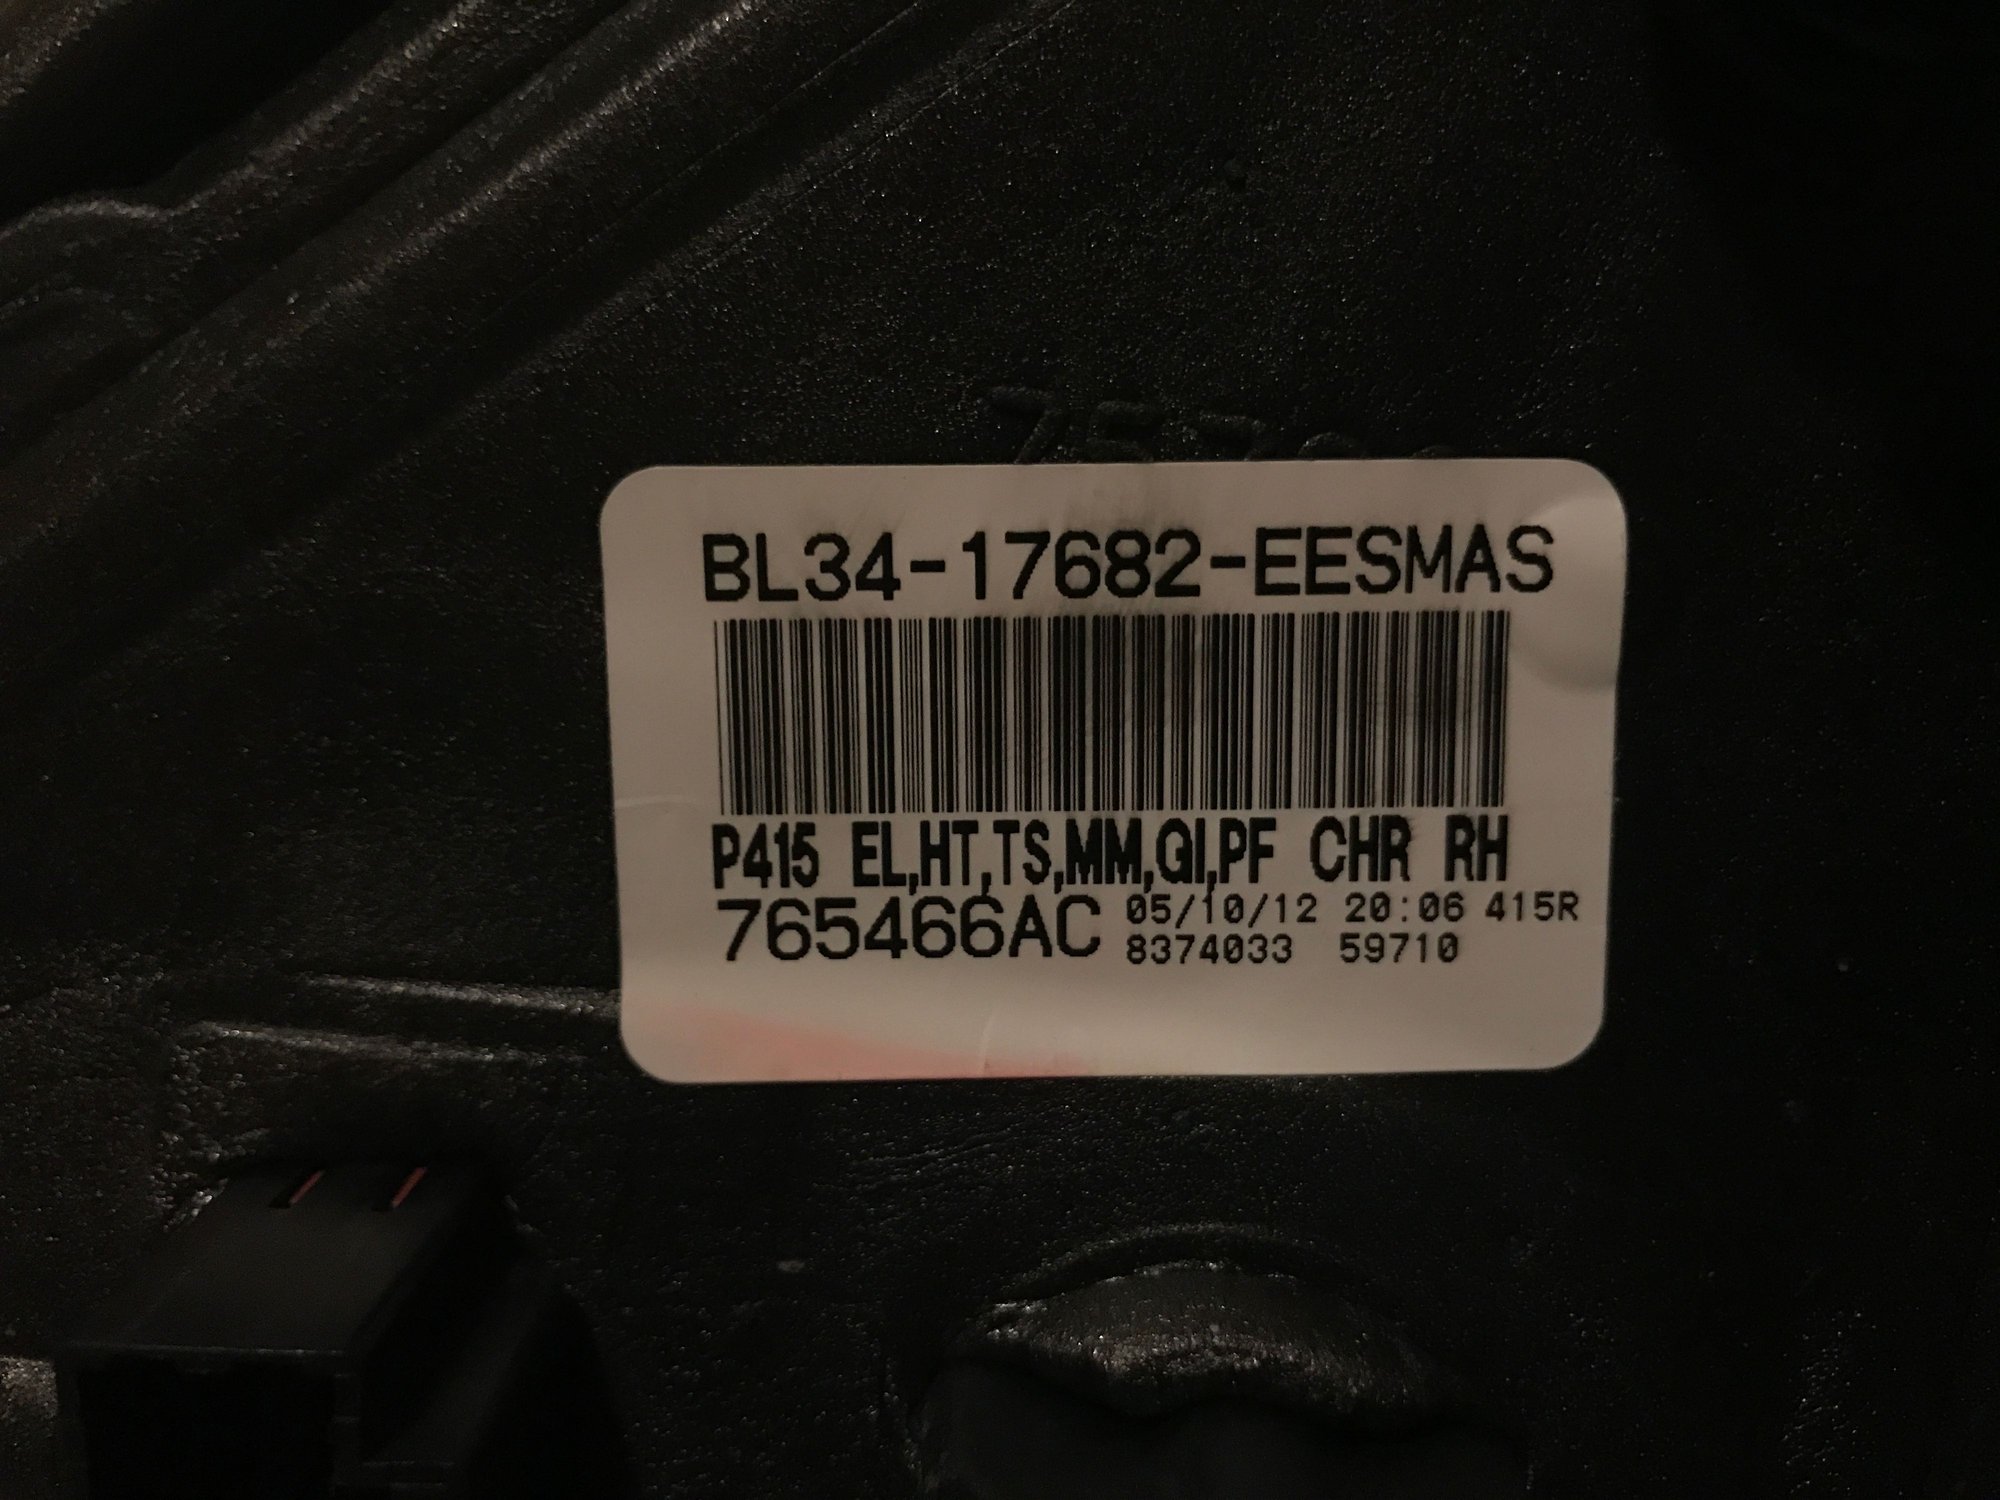 BL34-17682-EESMAS
P415 EL,HT,TS,MM,GI,PF CHR RH
765466AC 05/10/12 20:06 415R
8374033 59710